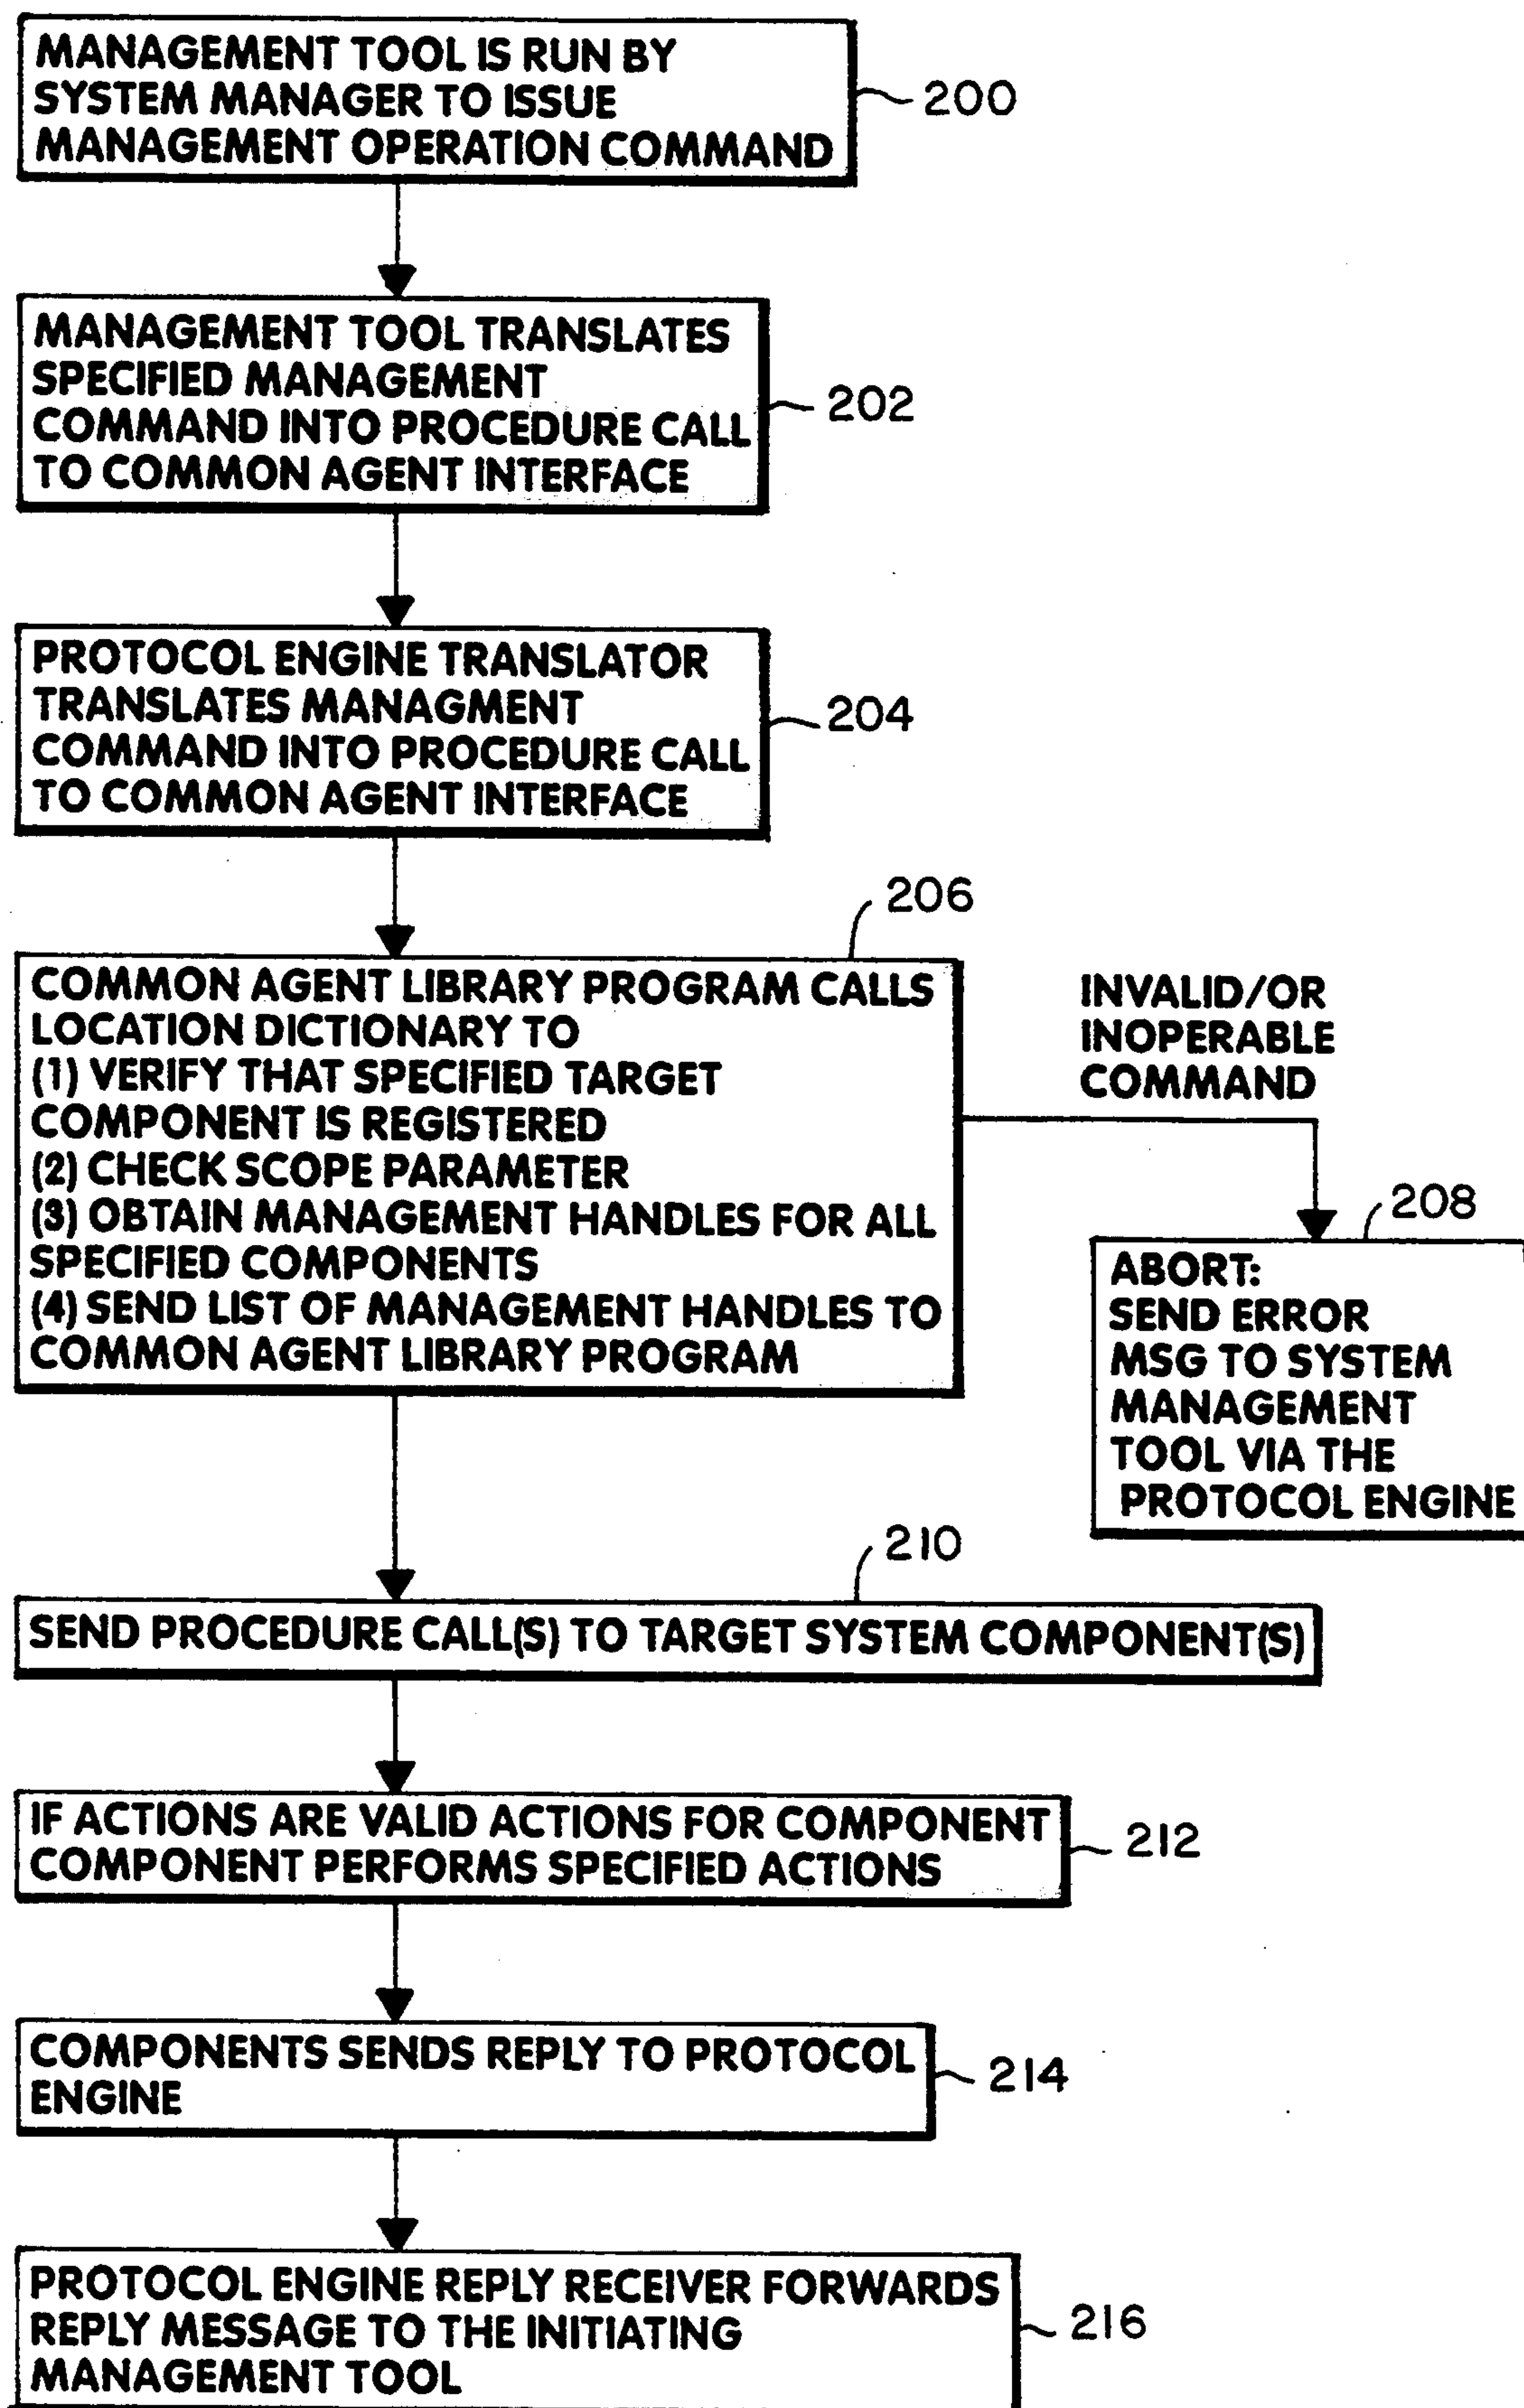 MANAGEMENT TOOL IS RUN BY
SYSTEM MANAGER TO ISSUE
MANAGEMENT OPERATION COMMAND
200
MANAGEMENT TOOL TRANSLATES
SPECIFIED MANAGEMENT
COMMAND INTO PROCEDURE CALL
TO COMMON AGENT INTERFACE
202
PROTOCOL ENGINE TRANSLATOR
TRANSLATES MANAGMENT
COMMAND INTO PROCEDURE CALL
TO COMMON AGENT INTERFACE
204
206
COMMON AGENT LIBRARY PROGRAM CALLS
LOCATION DICTIONARY TO
(1) VERIFY THAT SPECIFIED TARGET
COMPONENT IS REGISTERED
(2) CHECK SCOPE PARAMETER
(3) OBTAIN MANAGEMENT HANDLES FOR ALL
SPECIFIED COMPONENTS
(4) SEND LIST OF MANAGEMENT HANDLES TO
COMMON AGENT LIBRARY PROGRAM
INVALID/OR
INOPERABLE
COMMAND
208
ABORT:
SEND ERROR
MSG TO SYSTEM
MANAGEMENT
TOOL VIA THE
PROTOCOL ENGINE
210
SEND PROCEDURE CALL(S) TO TARGET SYSTEM COMPONENT(S)
IF ACTIONS ARE VALID ACTIONS FOR COMPONENT
COMPONENT PERFORMS SPECIFIED ACTIONS
212
COMPONENTS SENDS REPLY TO PROTOCOL
ENGINE
214
PROTOCOL ENGINE REPLY RECEIVER FORWARDS
REPLY MESSAGE TO THE INITIATING
MANAGEMENT TOOL
216